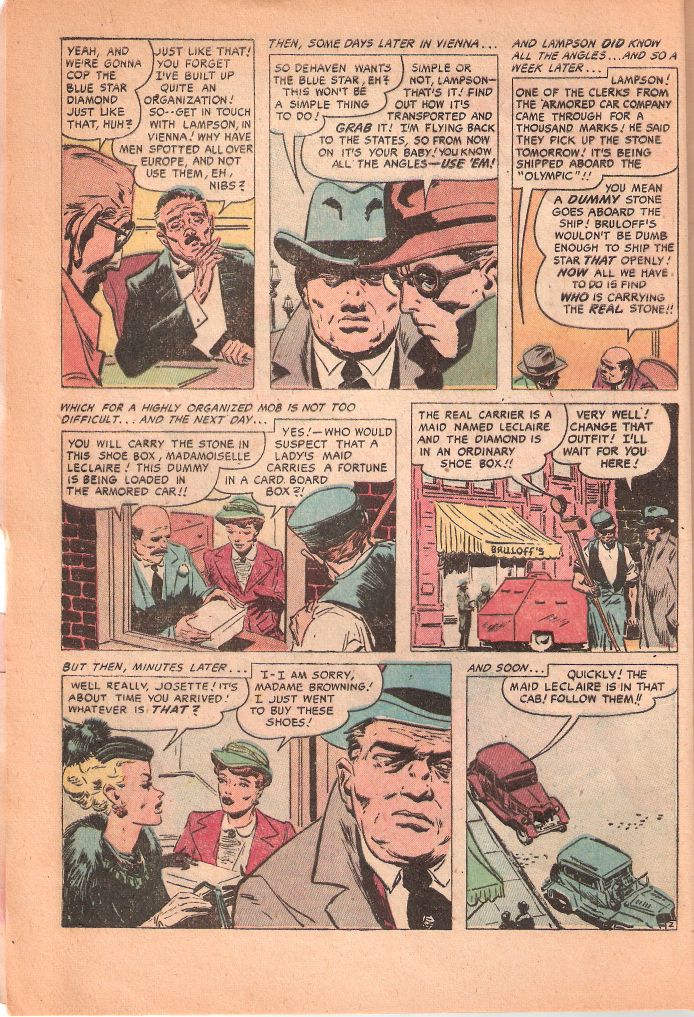 YEAH, AND
WE'RE GONNA
COP THE
BLUE STAR
DIAMOND
JUST LIKE
THAT, HUH?
JUST LIKE THAT!
YOU FORGET
I'VE BUILT UP
QUITE AN
ORGANIZATION!
SO--GET IN TOUCH
WITH LAMPSON, IN
VIENNA! WHY HAVE
MEN SPOTTED ALL OVER
EUROPE, AND NOT
USE THEM, EH,
NIBS?
THEN, SOME DAYS LATER IN VIENNA...
SO DEHAVEN WANTS
THE BLUE STAR, EH?
THIS WON'T BE
A SIMPLE THING
TO DO!
SIMPLE OR
NOT, LAMPSON--
THAT'S IT! FIND
OUT HOW IT'S
TRANSPORTED AND
GRAB IT! I'M FLYING BACK
TO THE STATES, SO FROM NOW
ON IT'S YOUR BABY! YOU KNOW
ALL THE ANGLES--USE 'EM!
AND LAMPSON DID KNOW
ALL THE ANGLES...AND SO A
WEEK LATER...
LAMPSON!
ONE OF THE CLERKS FROM
THE ARMORED CAR COMPANY
CAME THROUGH FOR A
THOUSAND MARKS! HE SAID
THEY PICK UP THE STONE
TOMORROW! IT'S BEING
SHIPPED ABOARD THE
"OLYMPIC"!!
YOU MEAN
A DUMMY STONE
GOES ABOARD THE
SHIP! BRULOFF'S
WOULDN'T BE DUMB
ENOUGH TO SHIP THE
STAR THAT OPENLY!
NOW ALL WE HAVE
TO DO IS FIND
WHO IS CARRYING
THE REAL STONE!!
WHICH FOR A HIGHLY ORGANIZED MOB IS NOT TOO
DIFFICULT...AND THE NEXT DAY...
YOU WILL CARRY THE STONE IN
THIS SHOE BOX, MADAMOISELLE
LECLAIRE! THIS DUMMY
IS BEING LOADED IN
THE ARMORED CAR!!
YES!--WHO WOULD
SUSPECT THAT A
LADY'S MAID
CARRIES A FORTUNE
IN A CARD BOARD
BOX?!
THE REAL CARRIER IS A
MAID NAMED LECLAIRE
AND THE DIAMOND IS
IN AN ORDINARY
SHOE BOX!!
VERY WELL!
CHANGE THAT
OUTFIT! I'LL
WAIT FOR YOU
HERE!
BRULOFF'S
BUT THEN, MINUTES LATER...
WELL REALLY, JOSETTE! IT'S
ABOUT TIME YOU ARRIVED!
WHATEVER IS THAT?
I-I AM SORRY,
MADAME BROWNING!
I JUST WENT
TO BUY THESE
SHOES!
AND SOON...
QUICKLY! THE
MAID LECLAIRE IS IN THAT
CAB! FOLLOW THEM!!
2